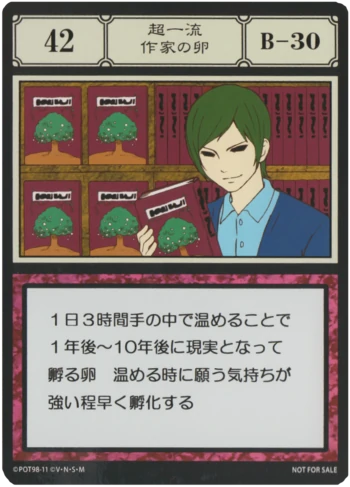 42
超一流
作家の卵
B-30
1日3時間手の中で温めることで
1年後~10年後に現実となって
孵る卵　温める時に願う気持ちが
強い程早く孵化する
©POT98-11 ©V・N・S・M
NOT FOR SALE